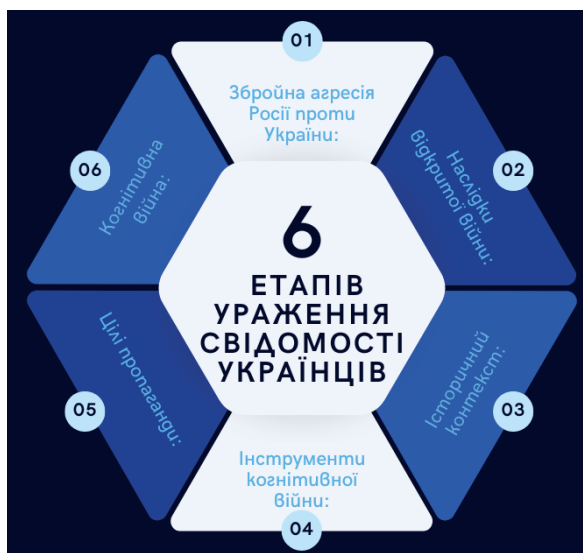 01
Збройна агресія
Росії проти
України:
02
Наслідки
відкритої війни:
03
Історичний
контекст:
Інструменти
когнітивної
війни:
04
05
Цілі пропаганди:
06
Когнітивна
війна:
6
ЕТАПІВ
УРАЖЕННЯ
СВІДОМОСТІ
УКРАЇНЦІВ